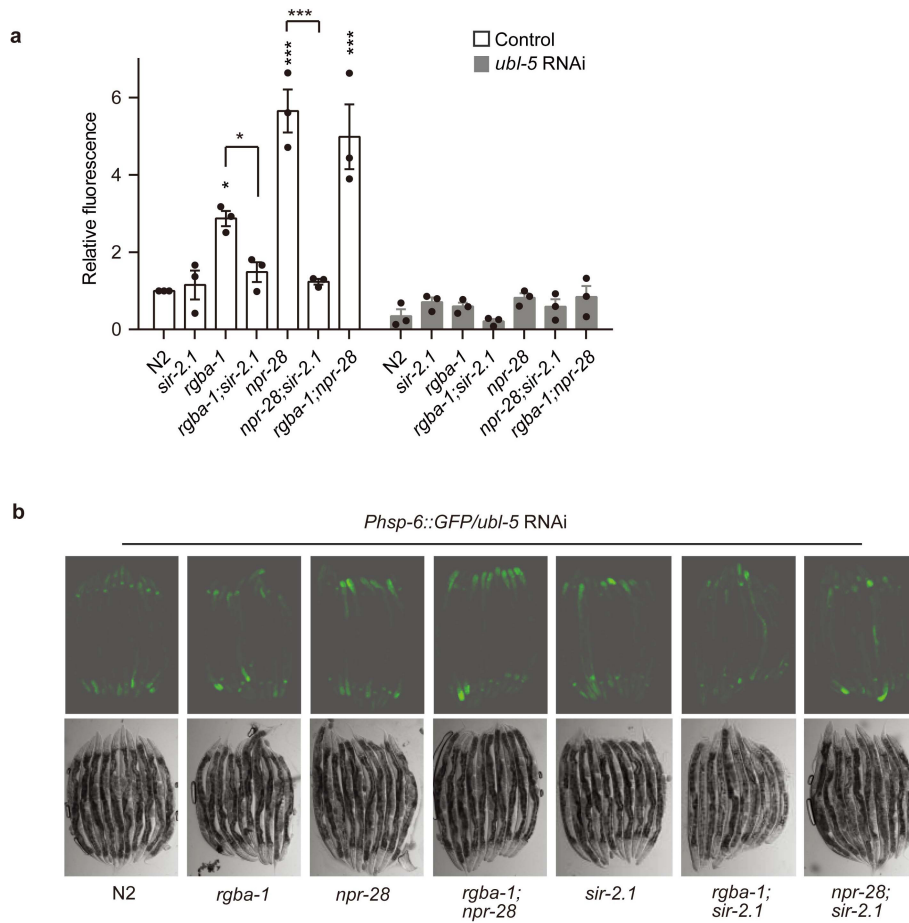 a
***
***
***
*
*
Control
ubl-5 RNAi
Relative fluorescence
6
4
2
0
N2
sir-2.1
rgba-1
rgba-1;sir-2.1
npr-28
npr-28;sir-2.1
rgba-1;npr-28
N2
sir-2.1
rgba-1
rgba-1;sir-2.1
npr-28
npr-28;sir-2.1
rgba-1;npr-28
b
Phsp-6::GFP/ubl-5 RNAi
N2
rgba-1
npr-28
rgba-1;
npr-28
sir-2.1
rgba-1;
sir-2.1
npr-28;
sir-2.1